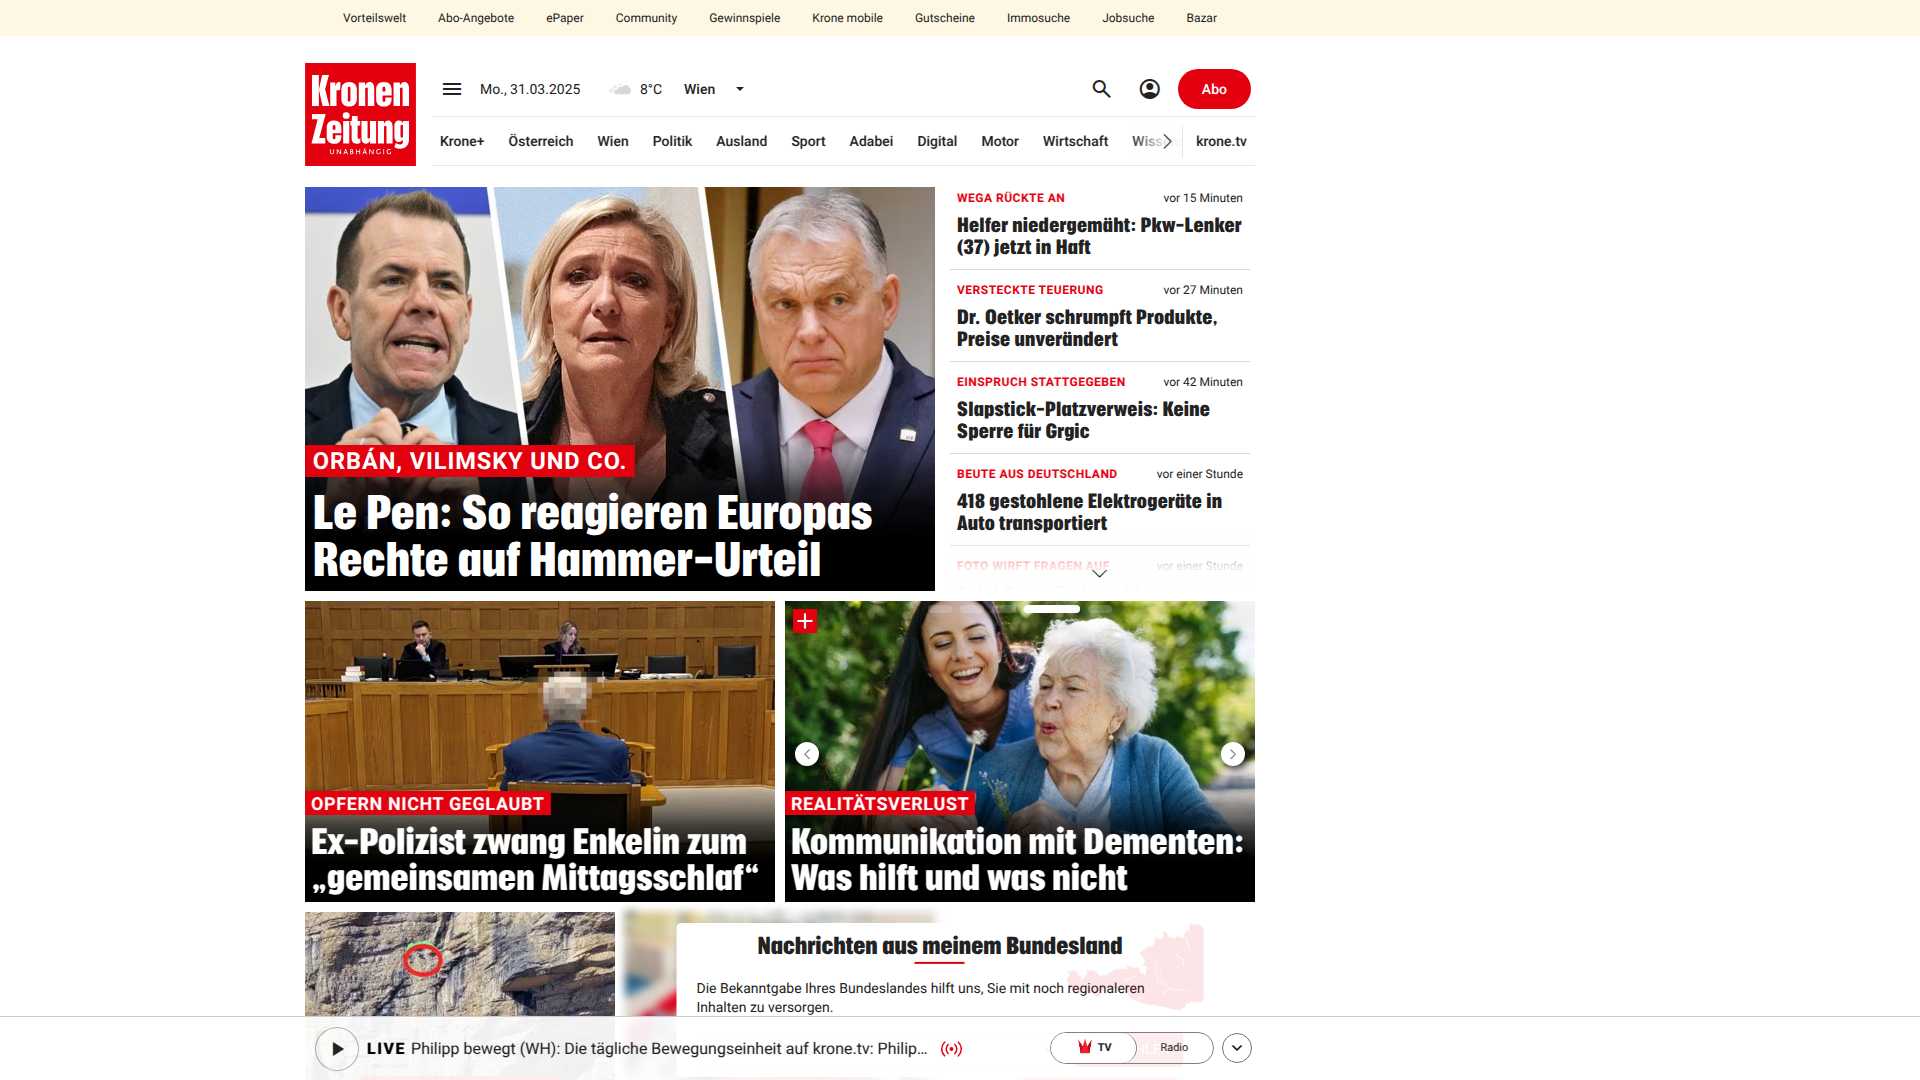 Vorteilswelt Abo-Angebote ePaper Community Gewinnspiele Krone mobile Gutscheine Immosuche Jobsuche Bazar
Kronen
Zeitung
UNABHÄNGIG
Mo., 31.03.2025 8°C Wien
Abo
Krone+ Österreich Wien Politik Ausland Sport Adabei Digital Motor Wirtschaft Wiss krone.tv
ORBÁN, VILIMSKY UND CO.
Le Pen: So reagieren Europas
Rechte auf Hammer-Urteil
WEGA RÜCKTE AN vor 15 Minuten
Helfer niedergemäht: Pkw-Lenker
(37) jetzt in Haft
VERSTECKTE TEUERUNG vor 27 Minuten
Dr. Oetker schrumpft Produkte,
Preise unverändert
EINSPRUCH STATTGEGEBEN vor 42 Minuten
Slapstick-Platzverweis: Keine
Sperre für Grgic
BEUTE AUS DEUTSCHLAND vor einer Stunde
418 gestohlene Elektrogeräte in
Auto transportiert
FOTO WIRFT FRAGEN AUF vor einer Stunde
OPFERN NICHT GEGLAUBT
Ex-Polizist zwang Enkelin zum
„gemeinsamen Mittagsschlaf“
REALITÄTSVERLUST
Kommunikation mit Dementen:
Was hilft und was nicht
Nachrichten aus meinem Bundesland
Die Bekanntgabe Ihres Bundeslandes hilft uns, Sie mit noch regionaleren
Inhalten zu versorgen.
LIVE Philipp bewegt (WH): Die tägliche Bewegungseinheit auf krone.tv: Philip...
TV Radio